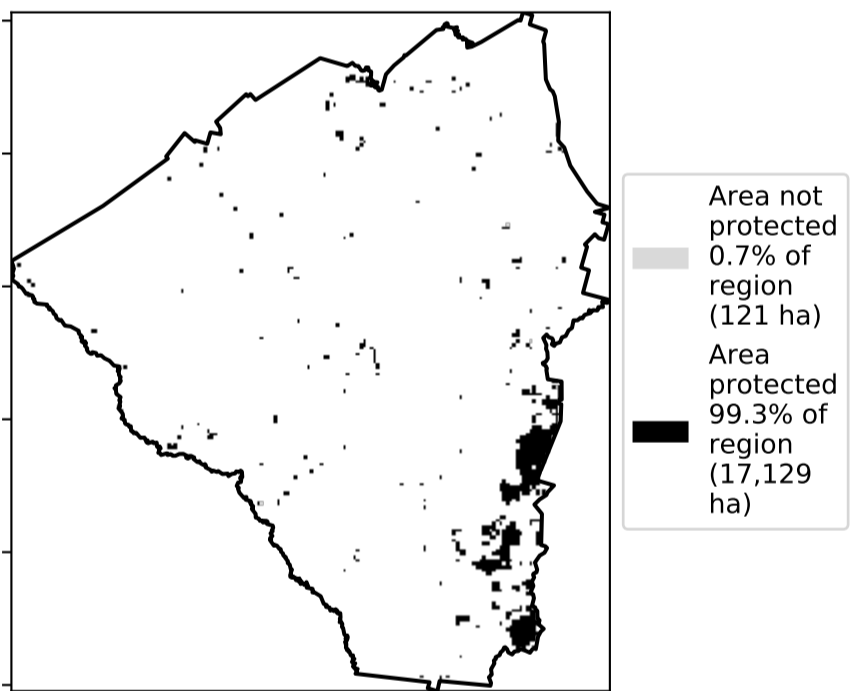 Area not
protected
0.7% of
region
(121 ha)
Area
protected
99.3% of
region
(17,129
ha)